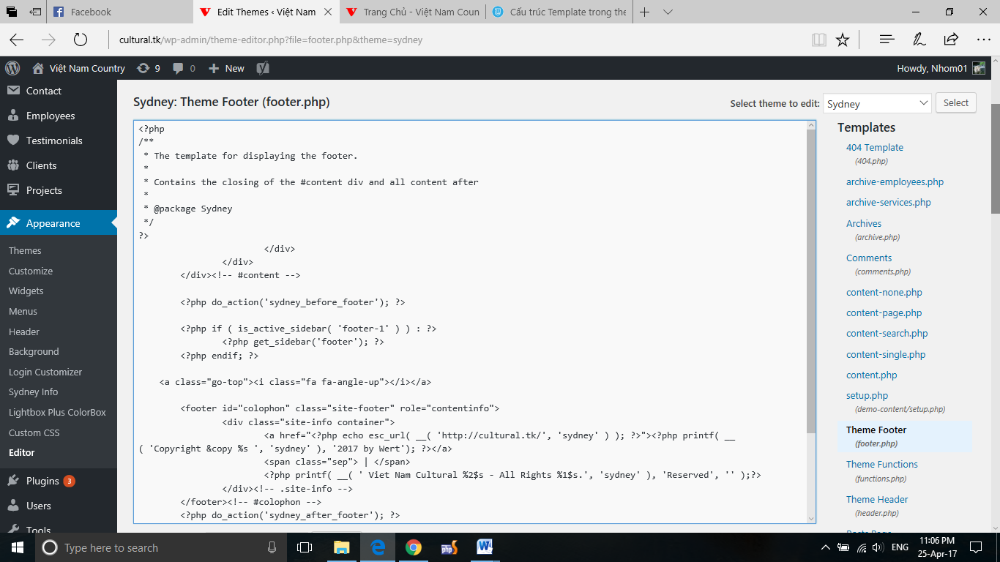 Facebook
Edit Themes ‹ Việt Nam
Trang Chủ - Việt Nam Coun
Cấu trúc Template trong the
cultural.tk/wp-admin/theme-editor.php?file=footer.php&theme=sydney
Việt Nam Country
9
0
New
Howdy, Nhom01
Contact
Employees
Testimonials
Clients
Projects
Appearance
Themes
Customize
Widgets
Menus
Header
Background
Login Customizer
Sydney Info
Lightbox Plus ColorBox
Custom CSS
Editor
Plugins 3
Users
Tools
Sydney: Theme Footer (footer.php)
Select theme to edit: Sydney Select
<?php
/**
 * The template for displaying the footer.
 *
 * Contains the closing of the #content div and all content after
 *
 * @package Sydney
 */
?>
</div>
</div>
</div><!-- #content -->
<?php do_action('sydney_before_footer'); ?>
<?php if ( is_active_sidebar( 'footer-1' ) ) : ?>
<?php get_sidebar('footer'); ?>
<?php endif; ?>
<a class="go-top"><i class="fa fa-angle-up"></i></a>
<footer id="colophon" class="site-footer" role="contentinfo">
<div class="site-info container">
<a href="<?php echo esc_url( __( 'http://cultural.tk/', 'sydney' ) ); ?>"><?php printf( __
( 'Copyright &copy %s ', 'sydney' ), '2017 by Wert'); ?></a>
<span class="sep"> | </span>
<?php printf( __( ' Viet Nam Cultural %2$s - All Rights %1$s.', 'sydney' ), 'Reserved', '' );?>
</div><!-- .site-info -->
</footer><!-- #colophon -->
<?php do_action('sydney_after_footer'); ?>
Templates
404 Template
(404.php)
archive-employees.php
archive-services.php
Archives
(archive.php)
Comments
(comments.php)
content-none.php
content-page.php
content-search.php
content-single.php
content.php
setup.php
(demo-content/setup.php)
Theme Footer
(footer.php)
Theme Functions
(functions.php)
Theme Header
(header.php)
Type here to search
php
ENG
11:06 PM
25-Apr-17